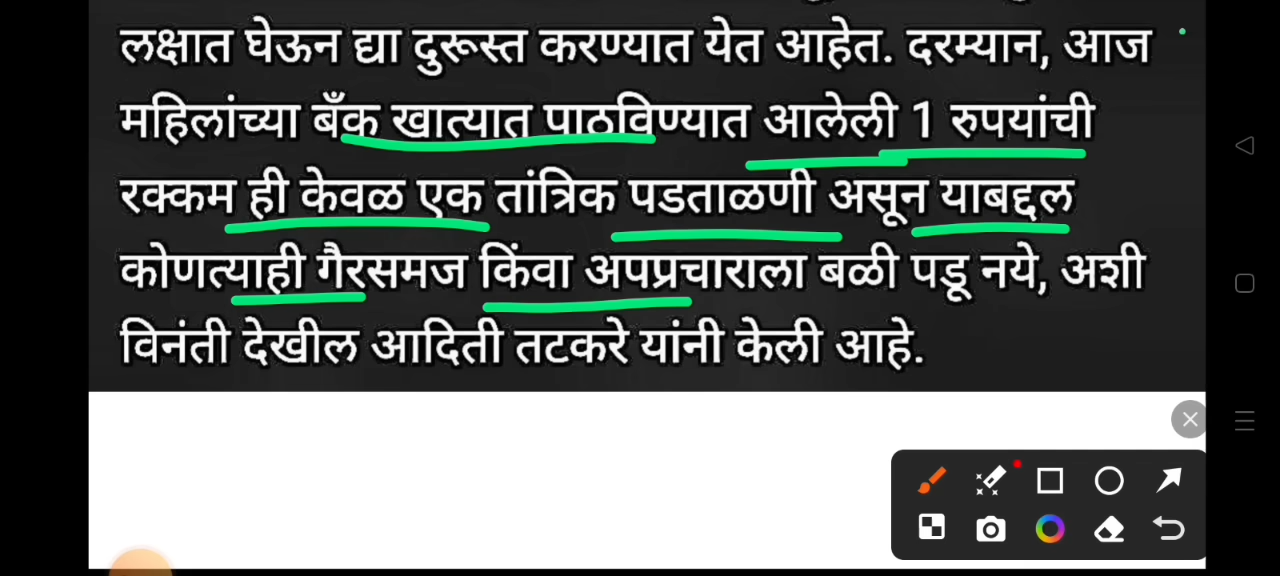 लक्षात घेऊन द्या दुरूस्त करण्यात येत आहेत. दरम्यान, आज
महिलांच्या बँक खात्यात पाठविण्यात आलेली 1 रुपयांची
रक्कम ही केवळ एक तांत्रिक पडताळणी असून याबद्दल
कोणत्याही गैरसमज किंवा अपप्रचाराला बळी पडू नये, अशी
विनंती देखील आदिती तटकरे यांनी केली आहे.